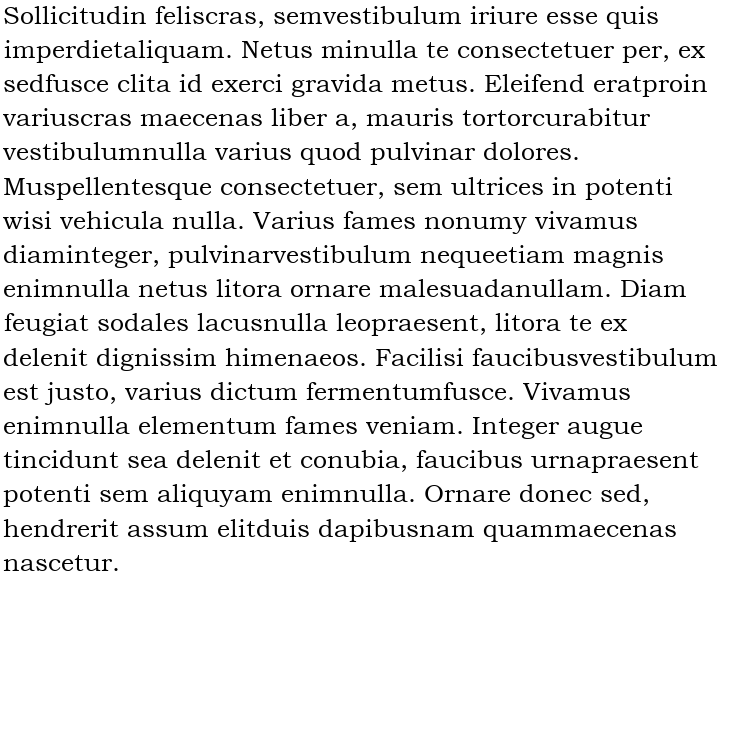 Sollicitudin feliscras, semvestibulum iriure esse quis
imperdietaliquam. Netus minulla te consectetuer per, ex
sedfusce clita id exerci gravida metus. Eleifend eratproin
variuscras maecenas liber a, mauris tortorcurabitur
vestibulumnulla varius quod pulvinar dolores.
Muspellentesque consectetuer, sem ultrices in potenti
wisi vehicula nulla. Varius fames nonumy vivamus
diaminteger, pulvinarvestibulum nequeetiam magnis
enimnulla netus litora ornare malesuadanullam. Diam
feugiat sodales lacusnulla leopraesent, litora te ex
delenit dignissim himenaeos. Facilisi faucibusvestibulum
est justo, varius dictum fermentumfusce. Vivamus
enimnulla elementum fames veniam. Integer augue
tincidunt sea delenit et conubia, faucibus urnapraesent
potenti sem aliquyam enimnulla. Ornare donec sed,
hendrerit assum elitduis dapibusnam quammaecenas
nascetur.